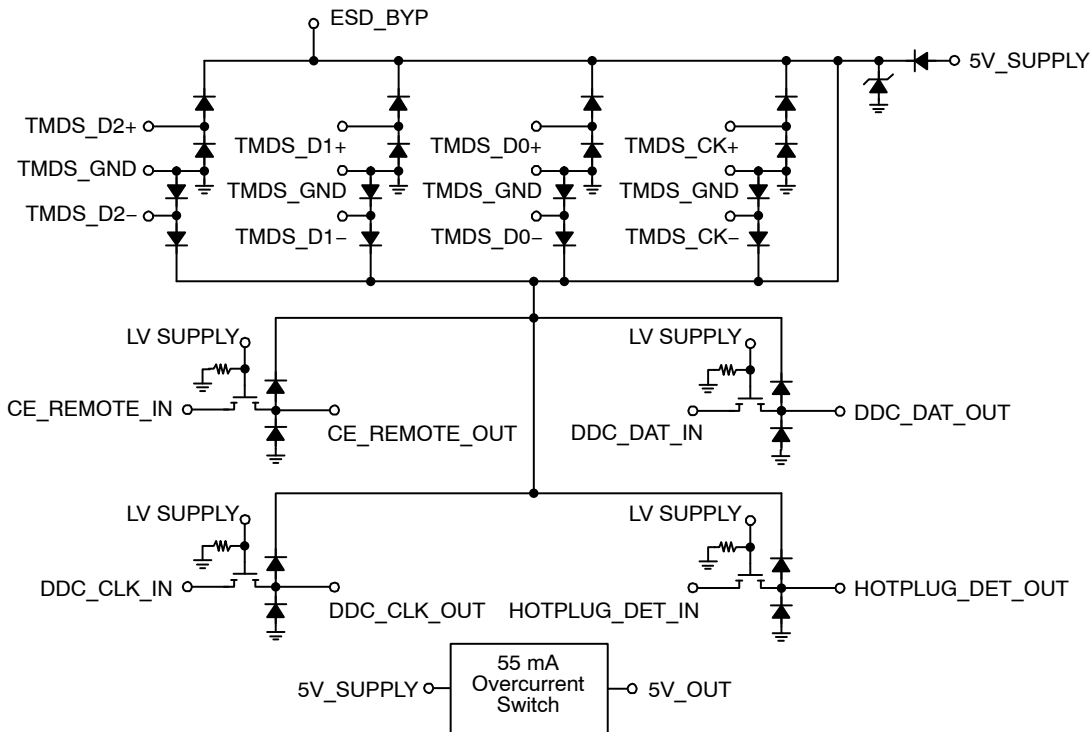 ESD_BYP
5V_SUPPLY
TMDS_D2+
TMDS_D1+
TMDS_D0+
TMDS_CK+
TMDS_GND
TMDS_GND
TMDS_GND
TMDS_GND
TMDS_D2−
TMDS_D1−
TMDS_D0−
TMDS_CK−
LV SUPPLY
LV SUPPLY
CE_REMOTE_IN
CE_REMOTE_OUT
DDC_DAT_IN
DDC_DAT_OUT
LV SUPPLY
LV SUPPLY
DDC_CLK_IN
DDC_CLK_OUT
HOTPLUG_DET_IN
HOTPLUG_DET_OUT
5V_SUPPLY
55 mA
Overcurrent
Switch
5V_OUT